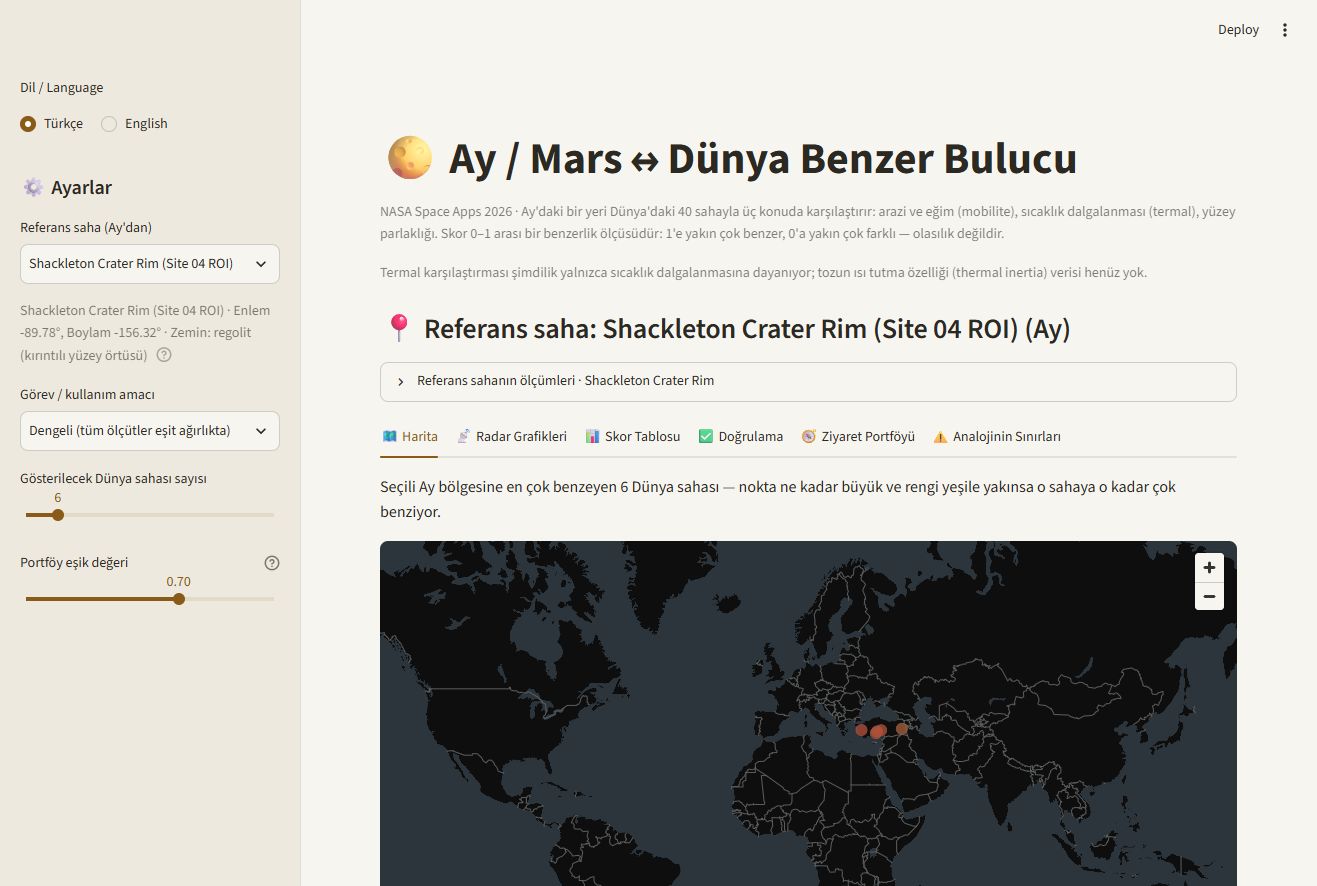 Deploy
Dil / Language
Türkçe
English
Ayarlar
Referans saha (Ay'dan)
Shackleton Crater Rim (Site 04 ROI)
Shackleton Crater Rim (Site 04 ROI) · Enlem
-89.78°, Boylam -156.32° · Zemin: regolit
(kırıntılı yüzey örtüsü)
Görev / kullanım amacı
Dengeli (tüm ölçütler eşit ağırlıkta)
Gösterilecek Dünya sahası sayısı
6
Portföy eşik değeri
0.70
Ay / Mars ↔ Dünya Benzer Bulucu
NASA Space Apps 2026 · Ay'daki bir yeri Dünya'daki 40 sahayla üç konuda karşılaştırır: arazi ve eğim (mobilite), sıcaklık dalgalanması (termal), yüzey
parlaklığı. Skor 0–1 arası bir benzerlik ölçüsüdür: 1'e yakın çok benzer, 0'a yakın çok farklı — olasılık değildir.
Termal karşılaştırması şimdilik yalnızca sıcaklık dalgalanmasına dayanıyor; tozun ısı tutma özelliği (thermal inertia) verisi henüz yok.
Referans saha: Shackleton Crater Rim (Site 04 ROI) (Ay)
Referans sahanın ölçümleri · Shackleton Crater Rim
Harita
Radar Grafikleri
Skor Tablosu
Doğrulama
Ziyaret Portföyü
Analojinin Sınırları
Seçili Ay bölgesine en çok benzeyen 6 Dünya sahası — nokta ne kadar büyük ve rengi yeşile yakınsa o sahaya o kadar çok
benziyor.